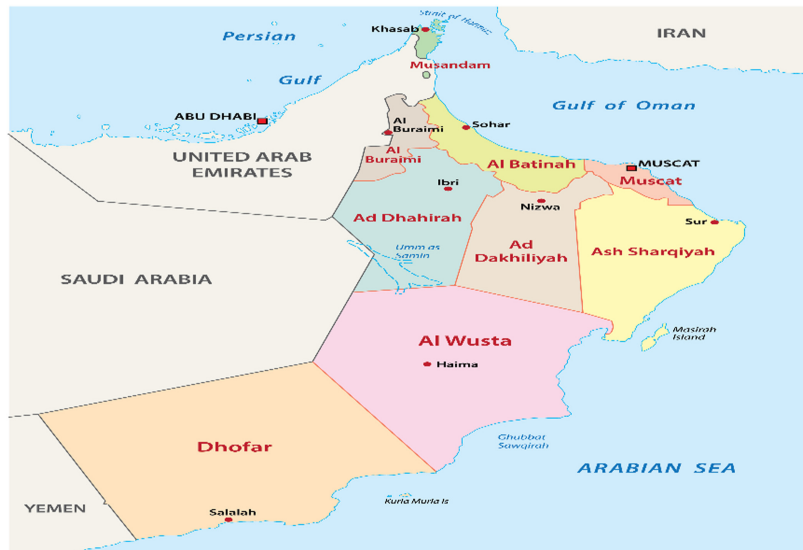 Strait of Hormuz
Khasab
IRAN
Persian
Gulf
Musandam
Gulf of Oman
ABU DHABI
Al
Buraimi
Sohar
UNITED ARAB
EMIRATES
Al
Buraimi
Al Batinah
MUSCAT
Muscat
Ibri
Nizwa
Ad Dhahirah
Sur
Umm as
Samin
Ad
Dakhiliyah
Ash Sharqiyah
SAUDI ARABIA
Masirah
Island
Al Wusta
Haima
Dhofar
Ghubbat
Sawqirah
ARABIAN SEA
Kuria Muria Is
YEMEN
Salalah